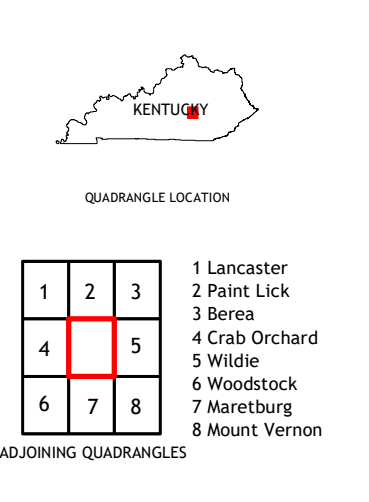 KENTUCKY
QUADRANGLE LOCATION
1 2 3
4 5
6 7 8
1 Lancaster
2 Paint Lick
3 Berea
4 Crab Orchard
5 Wildie
6 Woodstock
7 Maretburg
8 Mount Vernon
ADJOINING QUADRANGLES